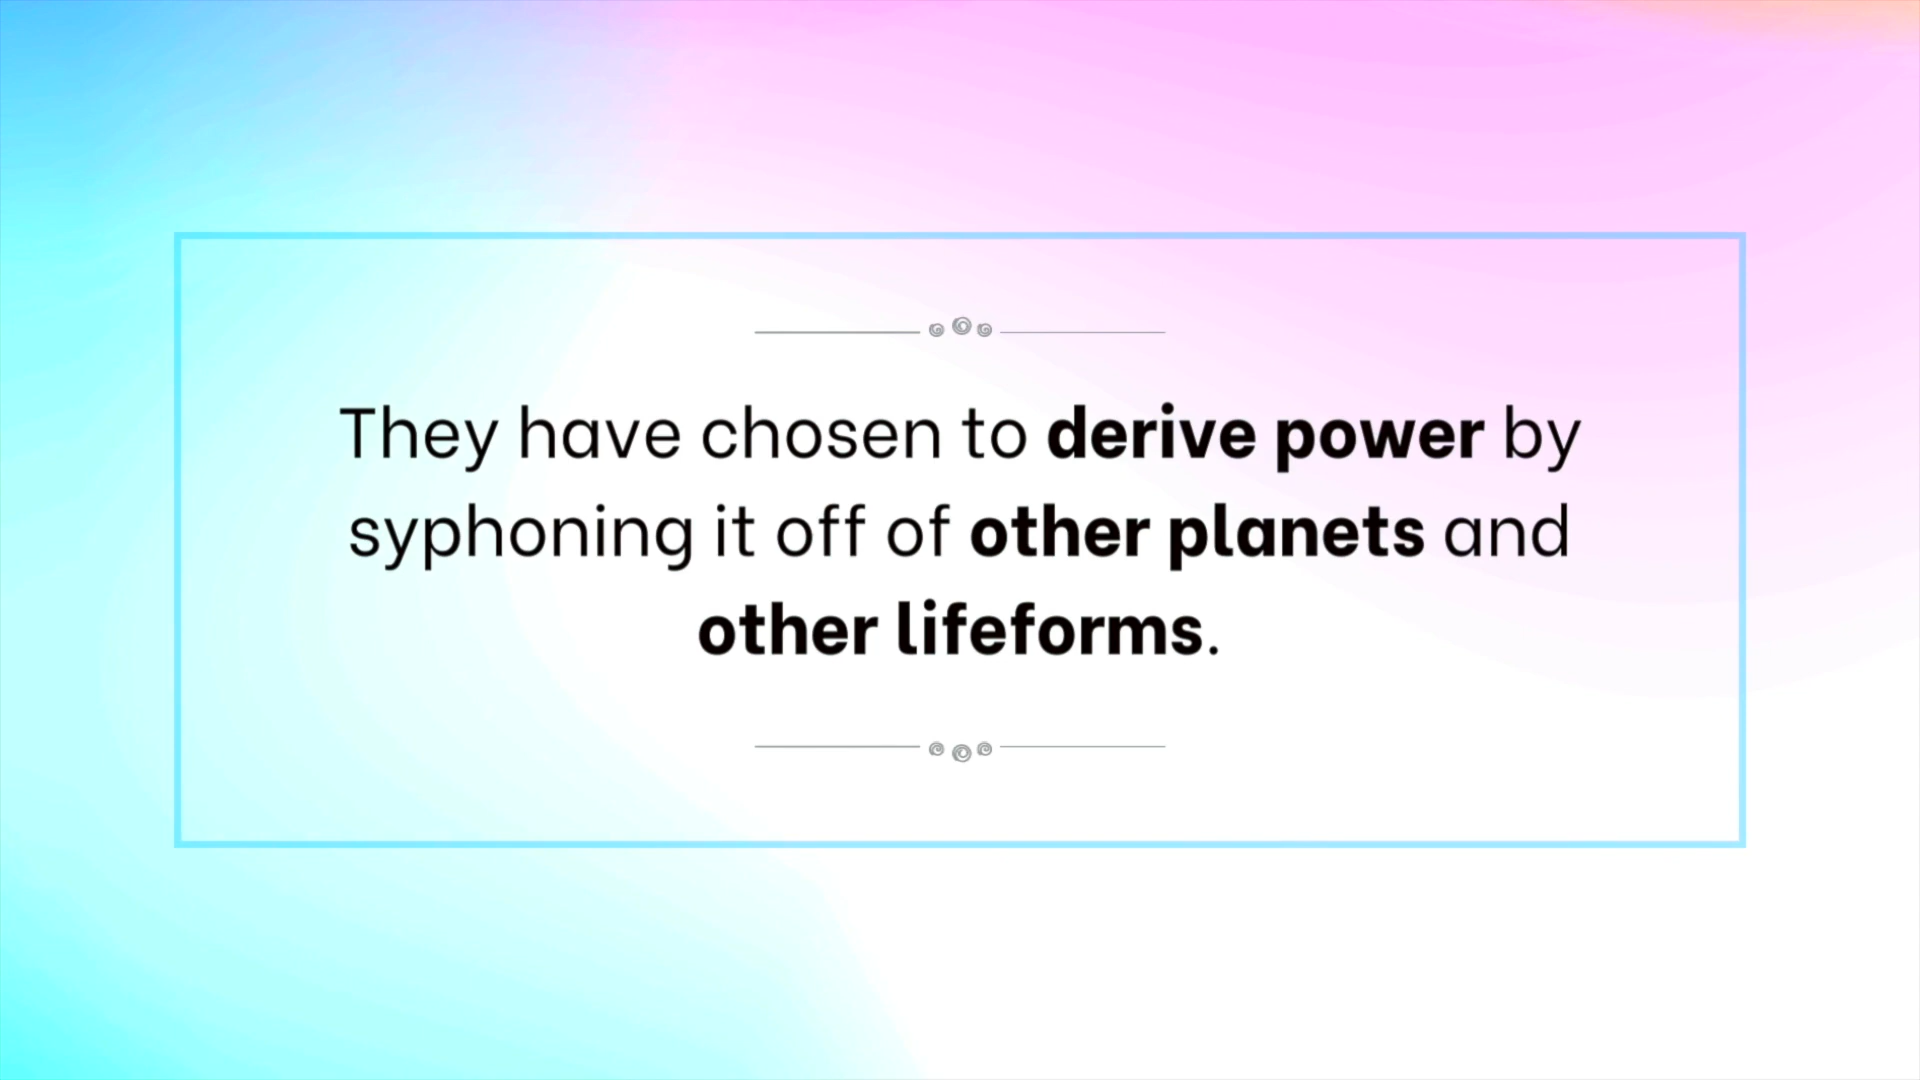 They have chosen to derive power by
syphoning it off of other planets and
other lifeforms.